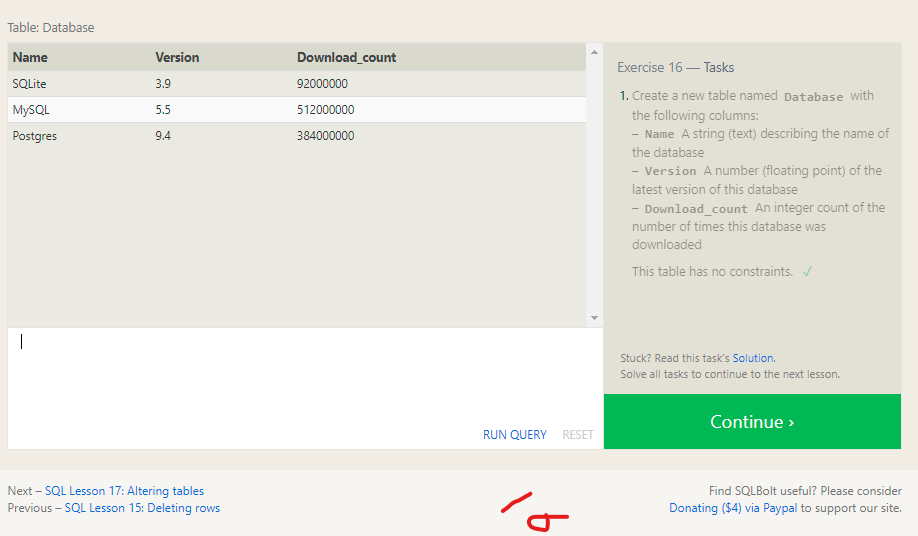 Table: Database
Name Version Download_count
SQLite 3.9 92000000
MySQL 5.5 512000000
Postgres 9.4 384000000
RUN QUERY RESET
Exercise 16 — Tasks
1. Create a new table named Database with
the following columns:
– Name A string (text) describing the name of
the database
– Version A number (floating point) of the
latest version of this database
– Download_count An integer count of the
number of times this database was
downloaded
This table has no constraints. ✓
Stuck? Read this task's Solution.
Solve all tasks to continue to the next lesson.
Continue ›
Next – SQL Lesson 17: Altering tables
Previous – SQL Lesson 15: Deleting rows
Find SQLBolt useful? Please consider
Donating ($4) via Paypal to support our site.